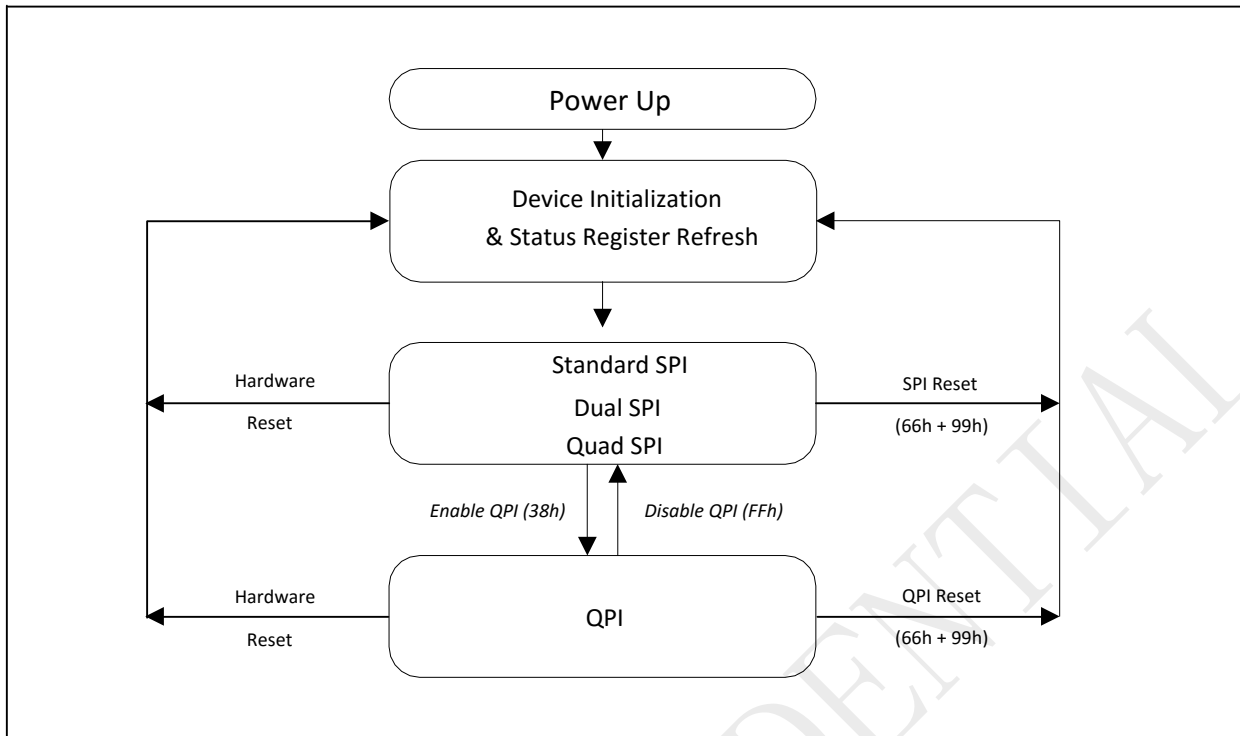 Power Up
Device Initialization
& Status Register Refresh
Standard SPI
Dual SPI
Quad SPI
Hardware
Reset
SPI Reset
(66h + 99h)
Enable QPI (38h)
Disable QPI (FFh)
QPI
Hardware
Reset
QPI Reset
(66h + 99h)